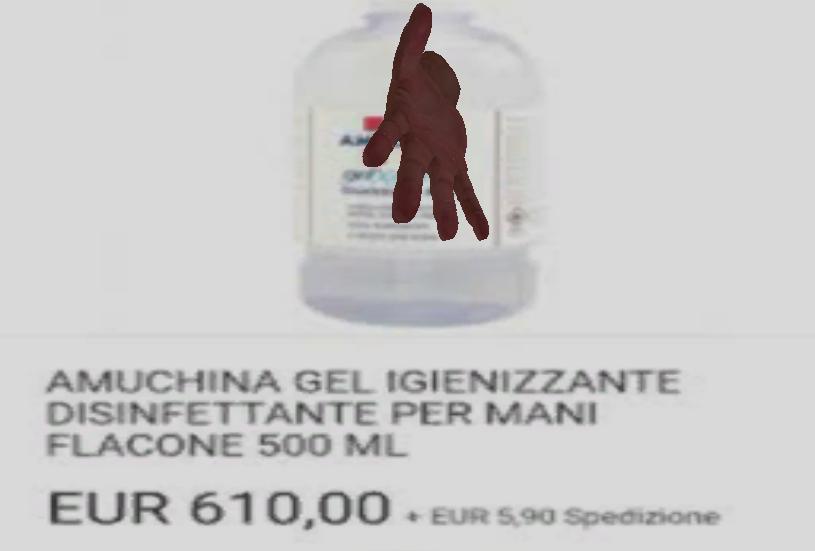 AMUCHINA GEL IGIENIZZANTE
DISINFETTANTE PER MANI
FLACONE 500 ML
EUR 610,00 + EUR 5,90 Spedizione